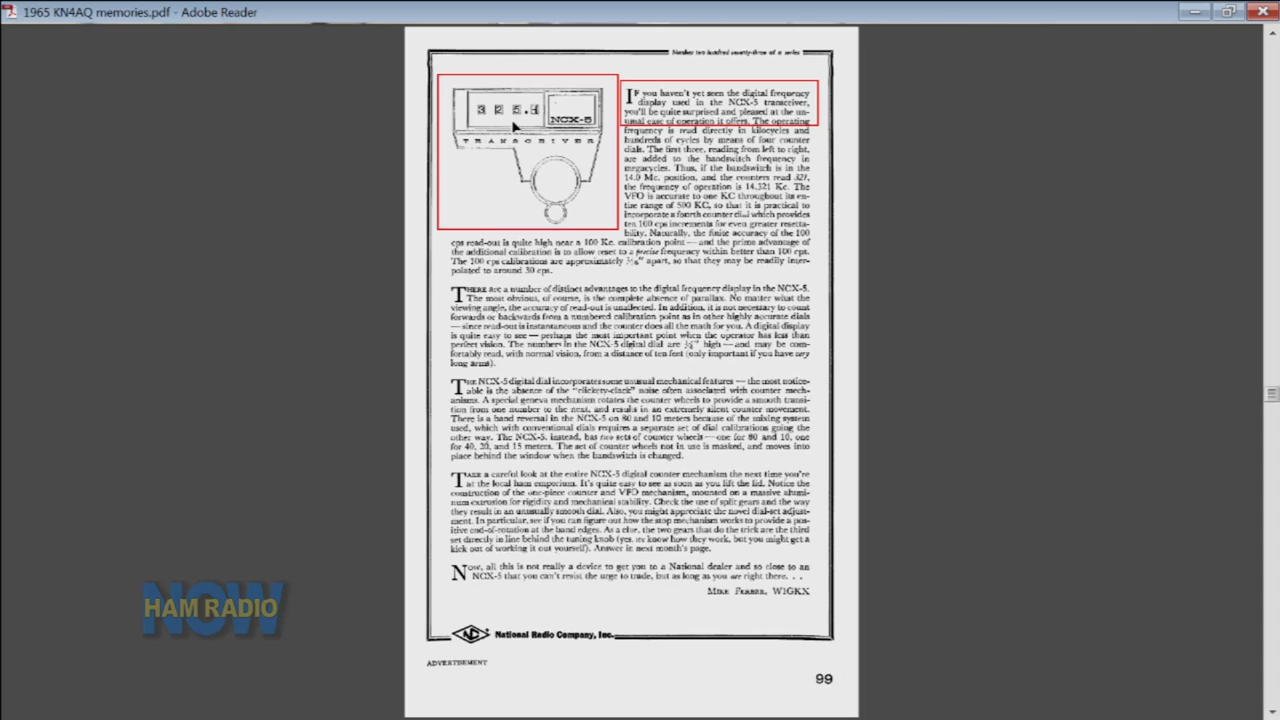 1965 KN4AQ memories.pdf - Adobe Reader
Number two hundred seventy-three of a series
3 2 5.4
NCX-5
TRANSCEIVER
IF you haven't yet seen the digital frequency
display used in the NCX-5 transceiver,
you'll be quite surprised and pleased at the un-
usual ease of operation it offers. The operating
frequency is read directly in kilocycles and
hundreds of cycles by means of four counter
dials. The first three, reading from left to right,
are added to the bandswitch frequency in
megacycles. Thus, if the bandswitch is in the
14.0 Mc. position, and the counters read 321,
the frequency of operation is 14.321 Kc. The
VFO is accurate to one KC throughout its en-
tire range of 500 KC, so that it is practical to
incorporate a fourth counter dial which provides
ten 100 cps increments for even greater resetta-
bility. Naturally, the finite accuracy of the 100
cps read-out is quite high near a 100 Kc. calibration point — and the prime advantage of
the additional calibration is to allow reset to a precise frequency within better than 100 cps.
The 100 cps calibrations are approximately 3/16" apart, so that they may be readily inter-
polated to around 30 cps.
THERE are a number of distinct advantages to the digital frequency display in the NCX-5.
The most obvious, of course, is the complete absence of parallax. No matter what the
viewing angle, the accuracy of read-out is unaffected. In addition, it is not necessary to count
forwards or backwards from a numbered calibration point as in other highly accurate dials
— since read-out is instantaneous and the counter does all the math for you. A digital display
is quite easy to see — perhaps the most important point when the operator has less than
perfect vision. The numbers in the NCX-5 digital dial are high — and may be com-
fortably read, with normal vision, from a distance of ten feet (only important if you have very
long arms).
THE NCX-5 digital dial incorporates some unusual mechanical features — the most notice-
able is the absence of the "clickety-clack" noise often associated with counter mech-
anisms. A special geneva mechanism rotates the counter wheels to provide a smooth transi-
tion from one number to the next, and results in an extremely silent counter movement.
There is a band reversal in the NCX-5 on 80 and 10 meters because of the mixing system
used, which with conventional dials requires a separate set of dial calibrations going the
other way. The NCX-5, instead, has two sets of counter wheels — one for 80 and 10, one
for 40, 20, and 15 meters. The set of counter wheels not in use is masked, and moves into
place behind the window when the bandswitch is changed.
TAKE a careful look at the entire NCX-5 digital counter mechanism the next time you're
at the local ham emporium. It's quite easy to see as soon as you lift the lid. Notice the
construction of the one-piece counter and VFO mechanism, mounted on a massive alumi-
num extrusion for rigidity and mechanical stability. Check the use of split gears and the way
they result in an unusually smooth dial. Also, you might appreciate the novel dial-set adjust-
ment. In particular, see if you can figure out how the stop mechanism works to provide a pos-
itive end-of-rotation at the band edges. As a clue, the two gears that do the trick are the third
set directly in line behind the tuning knob (yes, we know how they work, but you might get a
kick out of working it out yourself). Answer in next month's page.
NOW, all this is not really a device to get you to a National dealer and so close to an
NCX-5 that you can't resist the urge to trade, but as long as you are right there. . .
MIKE FERBER, W1GKX
NC
National Radio Company, Inc.
ADVERTISEMENT
99
NOW
HAM RADIO